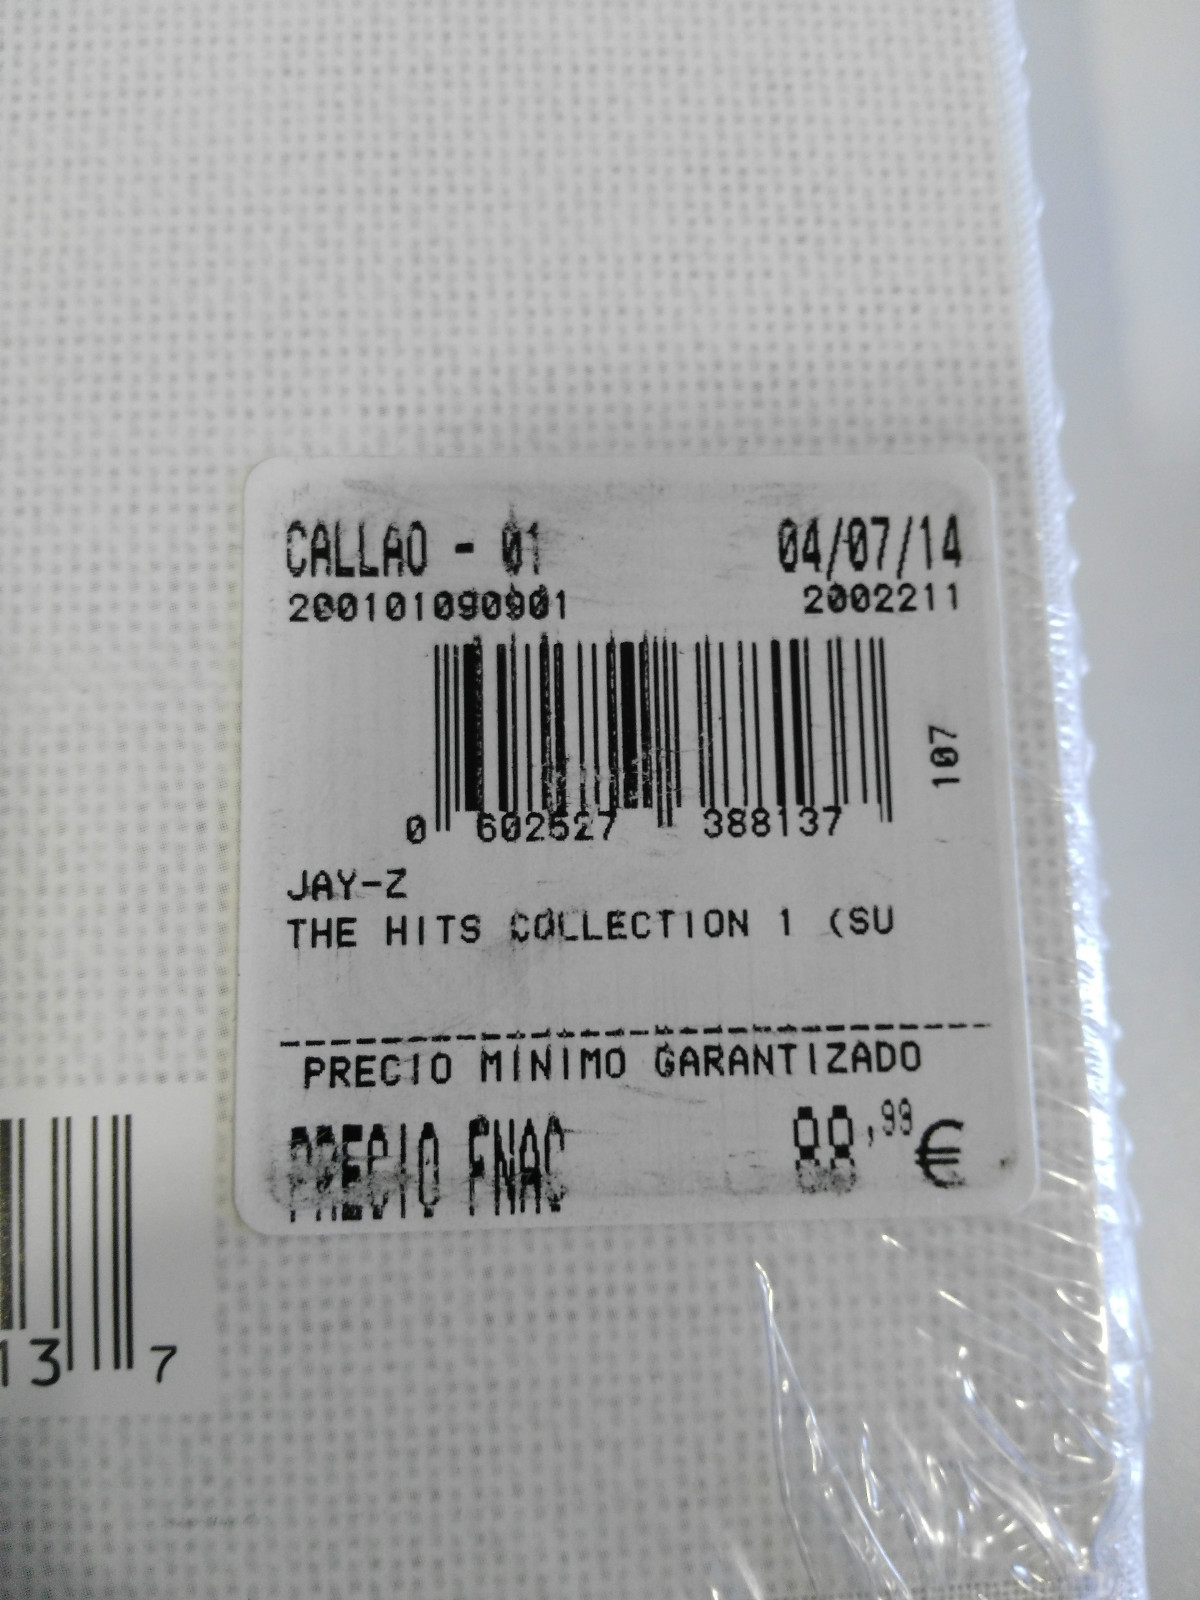 CALLAO - 01 04/07/14
200101090901 2002211
107
0 602527 388137
JAY-Z
THE HITS COLLECTION 1 (SU
PRECIO MINIMO GARANTIZADO
PRECIO FNAC 88,99€
13 7